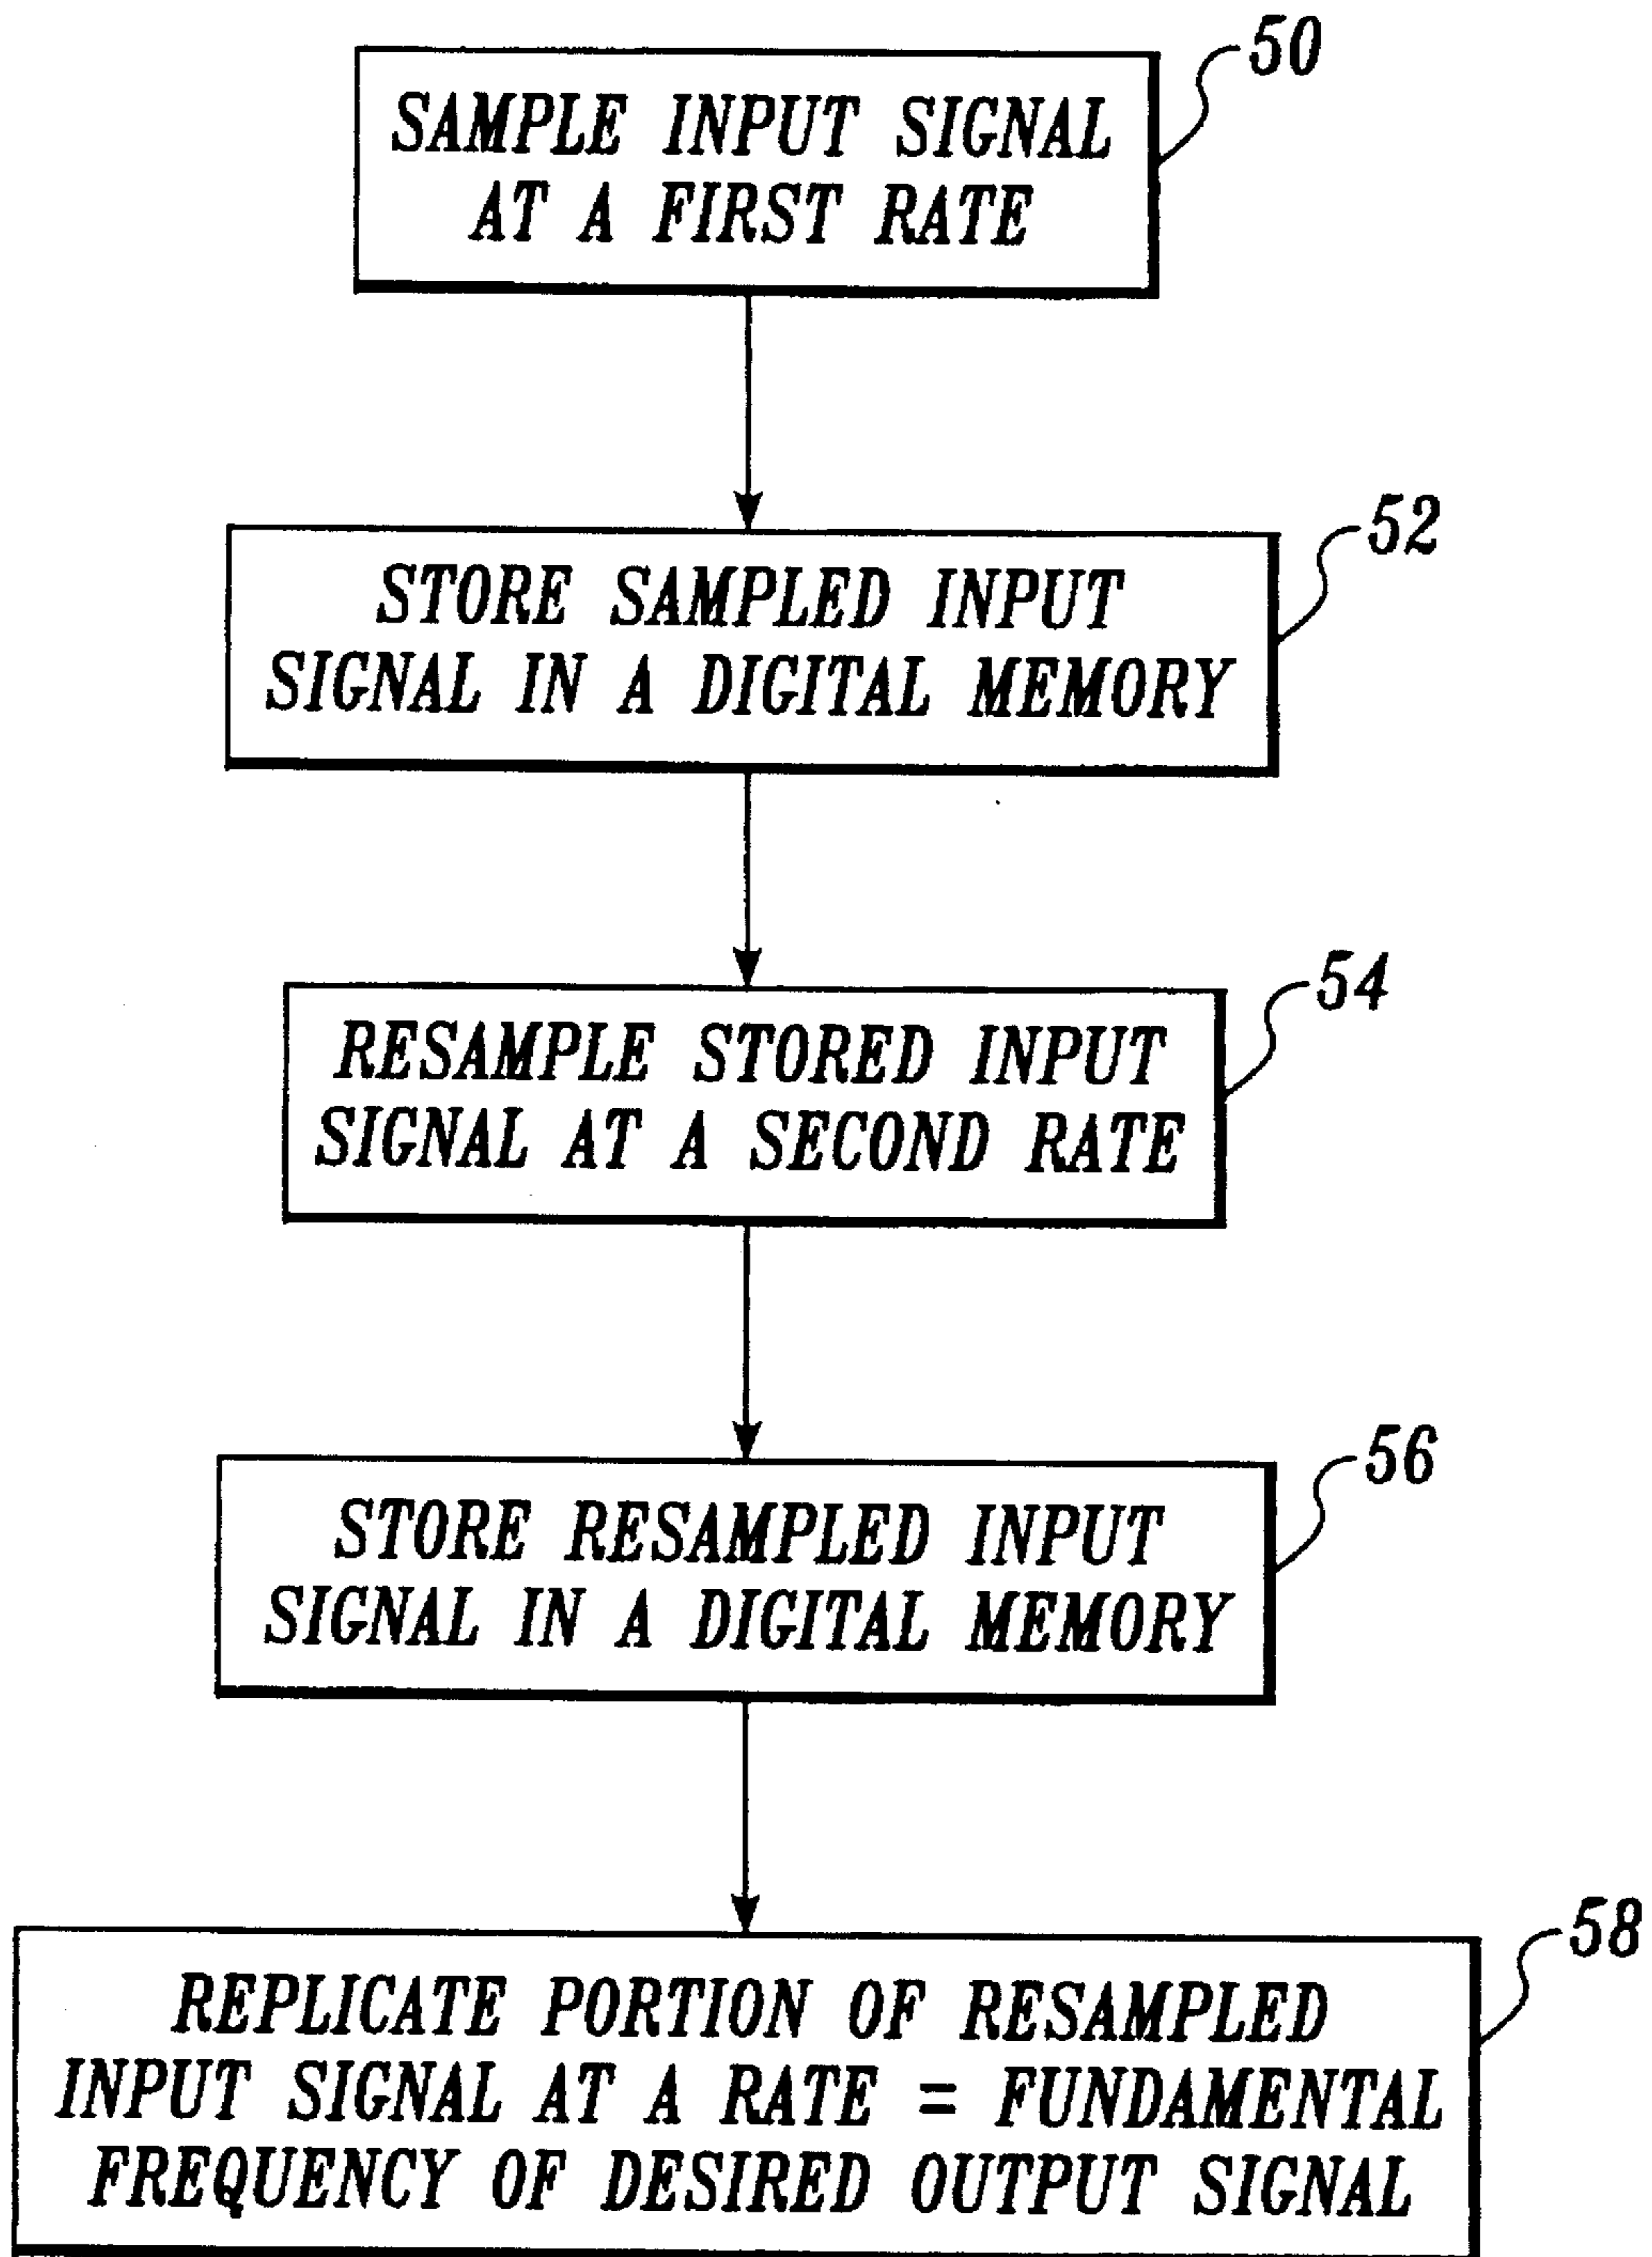 50
SAMPLE INPUT SIGNAL
AT A FIRST RATE
52
STORE SAMPLED INPUT
SIGNAL IN A DIGITAL MEMORY
54
RESAMPLE STORED INPUT
SIGNAL AT A SECOND RATE
56
STORE RESAMPLED INPUT
SIGNAL IN A DIGITAL MEMORY
58
REPLICATE PORTION OF RESAMPLED
INPUT SIGNAL AT A RATE = FUNDAMENTAL
FREQUENCY OF DESIRED OUTPUT SIGNAL